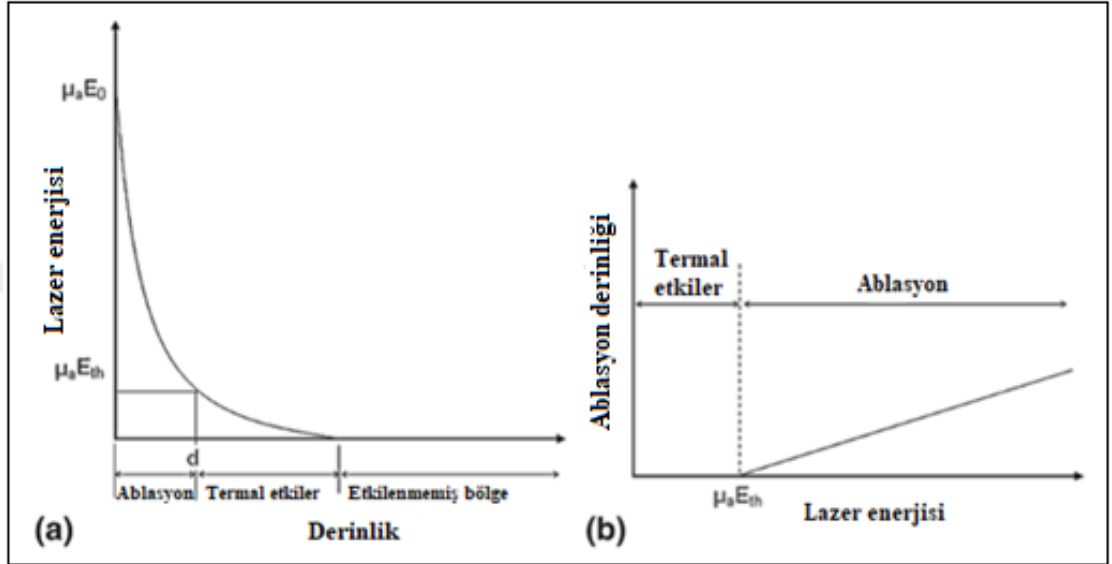 μₐE₀
Lazer enerjisi
μₐEₜₕ
d
Ablasyon
Termal etkiler
Etkilenmemiş bölge
(a)
Derinlik
Ablasyon derinliği
Termal
etkiler
Ablasyon
μₐEₜₕ
Lazer enerjisi
(b)